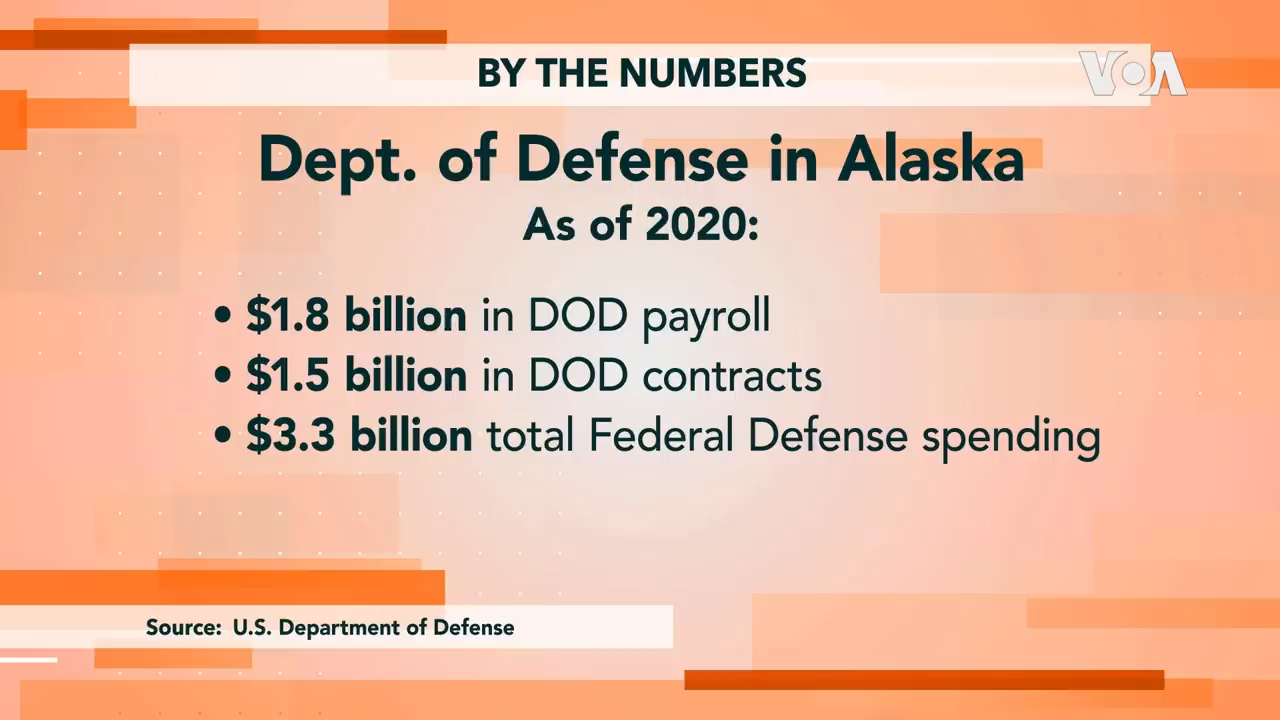 BY THE NUMBERS
VOA
Dept. of Defense in Alaska
As of 2020:
• $1.8 billion in DOD payroll
• $1.5 billion in DOD contracts
• $3.3 billion total Federal Defense spending
Source: U.S. Department of Defense